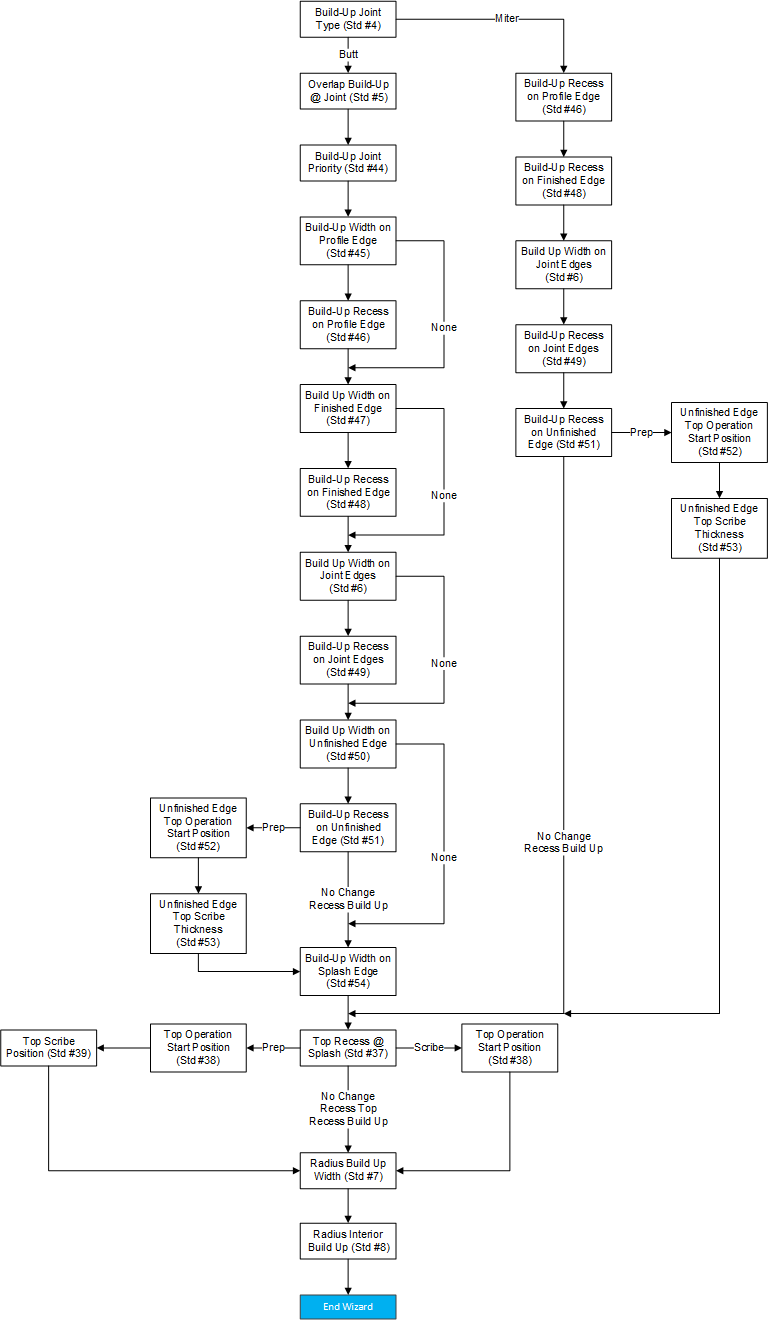 Build-Up Joint
Type (Std #4)
Miter
Butt
Overlap Build-Up
@ Joint (Std #5)
Build-Up Recess
on Profile Edge
(Std #46)
Build-Up Joint
Priority (Std #44)
Build-Up Recess
on Finished Edge
(Std #48)
Build-Up Width on
Profile Edge
(Std #45)
Build Up Width on
Joint Edges
(Std #6)
Build-Up Recess
on Profile Edge
(Std #46)
None
Build-Up Recess
on Joint Edges
(Std #49)
Build Up Width on
Finished Edge
(Std #47)
Build-Up Recess
on Unfinished
Edge (Std #51)
Prep
Unfinished Edge
Top Operation
Start Position
(Std #52)
Build-Up Recess
on Finished Edge
(Std #48)
None
Unfinished Edge
Top Scribe
Thickness
(Std #53)
Build Up Width on
Joint Edges
(Std #6)
Build-Up Recess
on Joint Edges
(Std #49)
None
Build Up Width on
Unfinished Edge
(Std #50)
Unfinished Edge
Top Operation
Start Position
(Std #52)
Prep
Build-Up Recess
on Unfinished
Edge (Std #51)
None
No Change
Recess Build Up
No Change
Recess Build Up
Unfinished Edge
Top Scribe
Thickness
(Std #53)
Build-Up Width on
Splash Edge
(Std #54)
Top Scribe
Position (Std #39)
Top Operation
Start Position
(Std #38)
Prep
Top Recess @
Splash (Std #37)
Scribe
Top Operation
Start Position
(Std #38)
No Change
Recess Top
Recess Build Up
Radius Build Up
Width (Std #7)
Radius Interior
Build Up (Std #8)
End Wizard